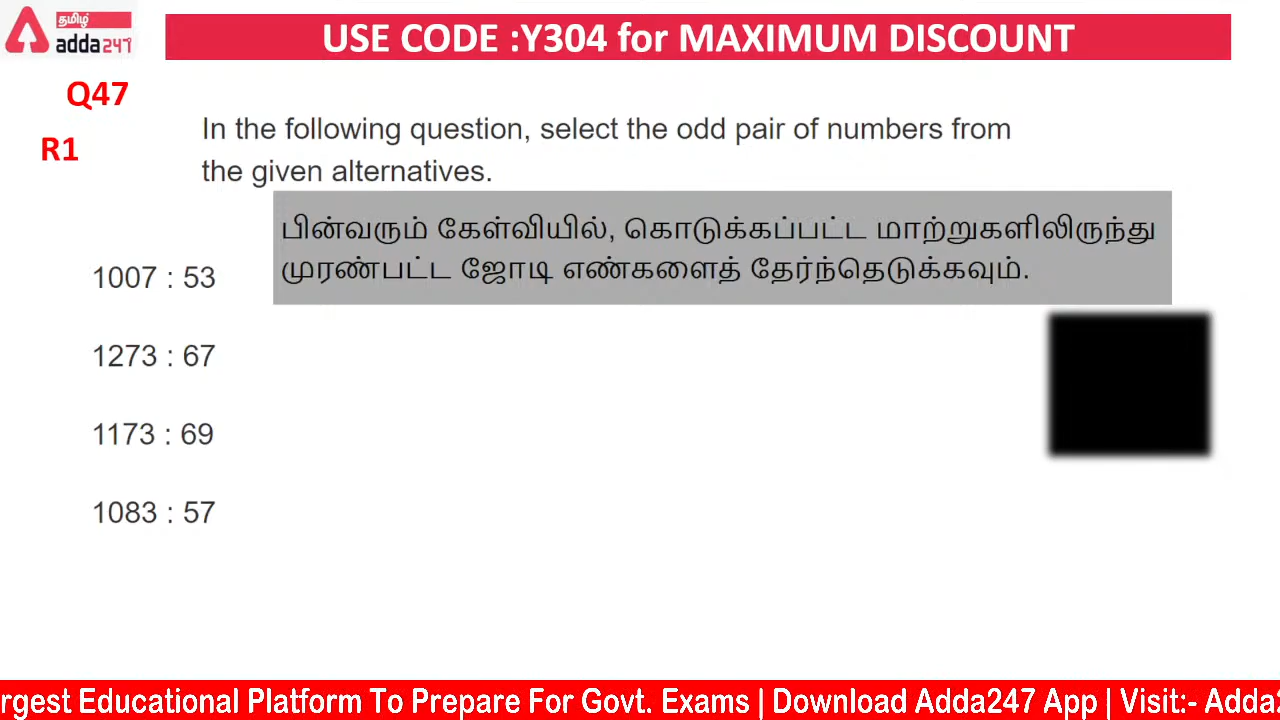 தமிழ்
adda247
USE CODE :Y304 for MAXIMUM DISCOUNT
Q47
R1
In the following question, select the odd pair of numbers from
the given alternatives.
பின்வரும் கேள்வியில், கொடுக்கப்பட்ட மாற்றுகளிலிருந்து
முரண்பட்ட ஜோடி எண்களைத் தேர்ந்தெடுக்கவும்.
1007 : 53
1273 : 67
1173 : 69
1083 : 57
rgest Educational Platform To Prepare For Govt. Exams | Download Adda247 App | Visit:- Adda2